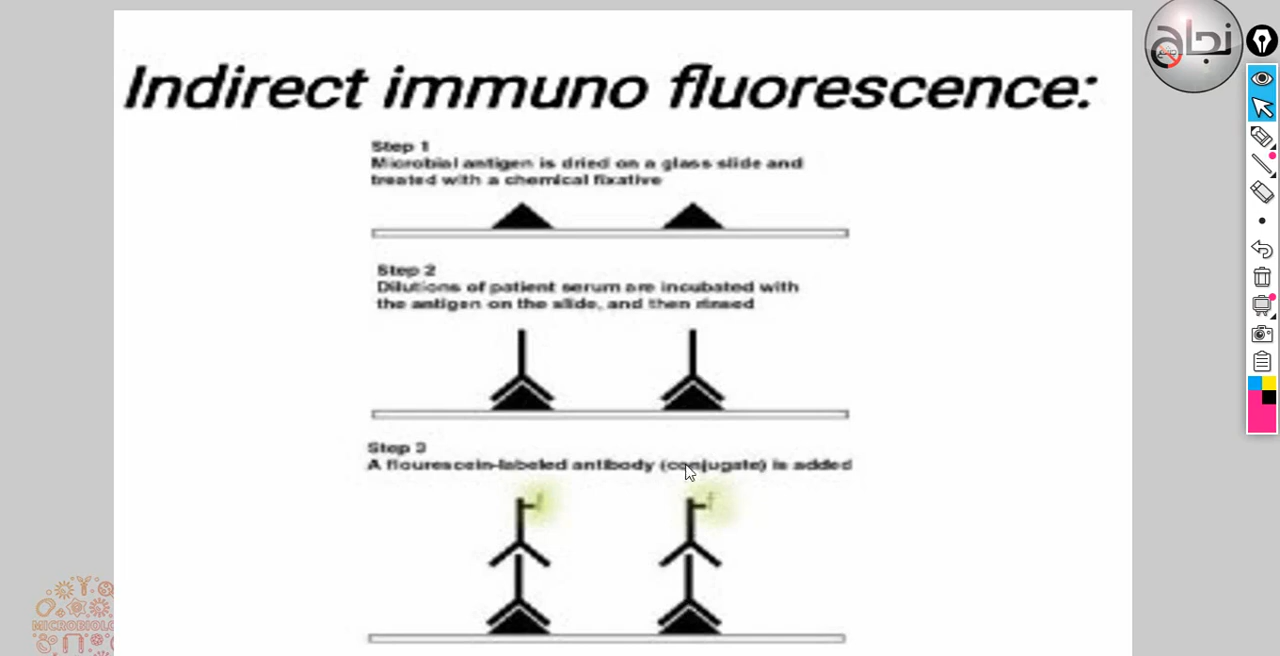 نجاح
Indirect immuno fluorescence:
Step 1
Microbial antigen is dried on a glass slide and
treated with a chemical fixative
Step 2
Dilutions of patient serum are incubated with
the antigen on the slide, and then rinsed
Step 3
A flourescein-labeled antibody (conjugate) is added
f
f